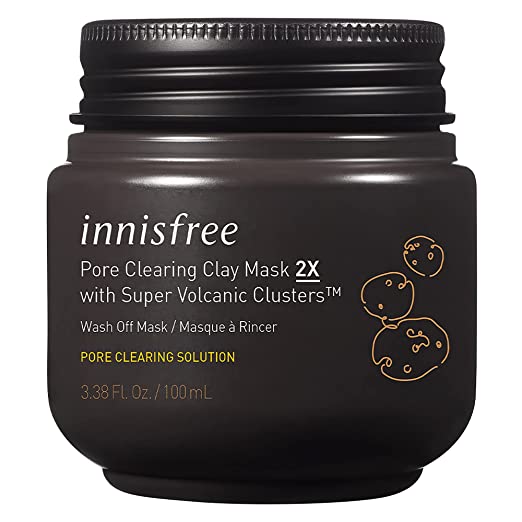 innisfree
Pore Clearing Clay Mask 2X
with Super Volcanic Clusters™
Wash Off Mask / Masque à Rincer
PORE CLEARING SOLUTION
3.38 Fl. Oz. / 100 mL